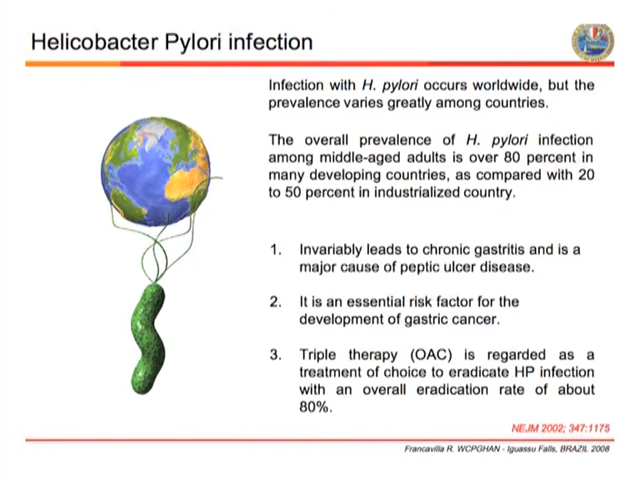 Helicobacter Pylori infection
Infection with H. pylori occurs worldwide, but the
prevalence varies greatly among countries.
The overall prevalence of H. pylori infection
among middle-aged adults is over 80 percent in
many developing countries, as compared with 20
to 50 percent in industrialized country.
1. Invariably leads to chronic gastritis and is a
major cause of peptic ulcer disease.
2. It is an essential risk factor for the
development of gastric cancer.
3. Triple therapy (OAC) is regarded as a
treatment of choice to eradicate HP infection
with an overall eradication rate of about
80%.
NEJM 2002; 347:1175
Francavilla R. WCPGHAN - Iguassu Falls, BRAZIL 2008